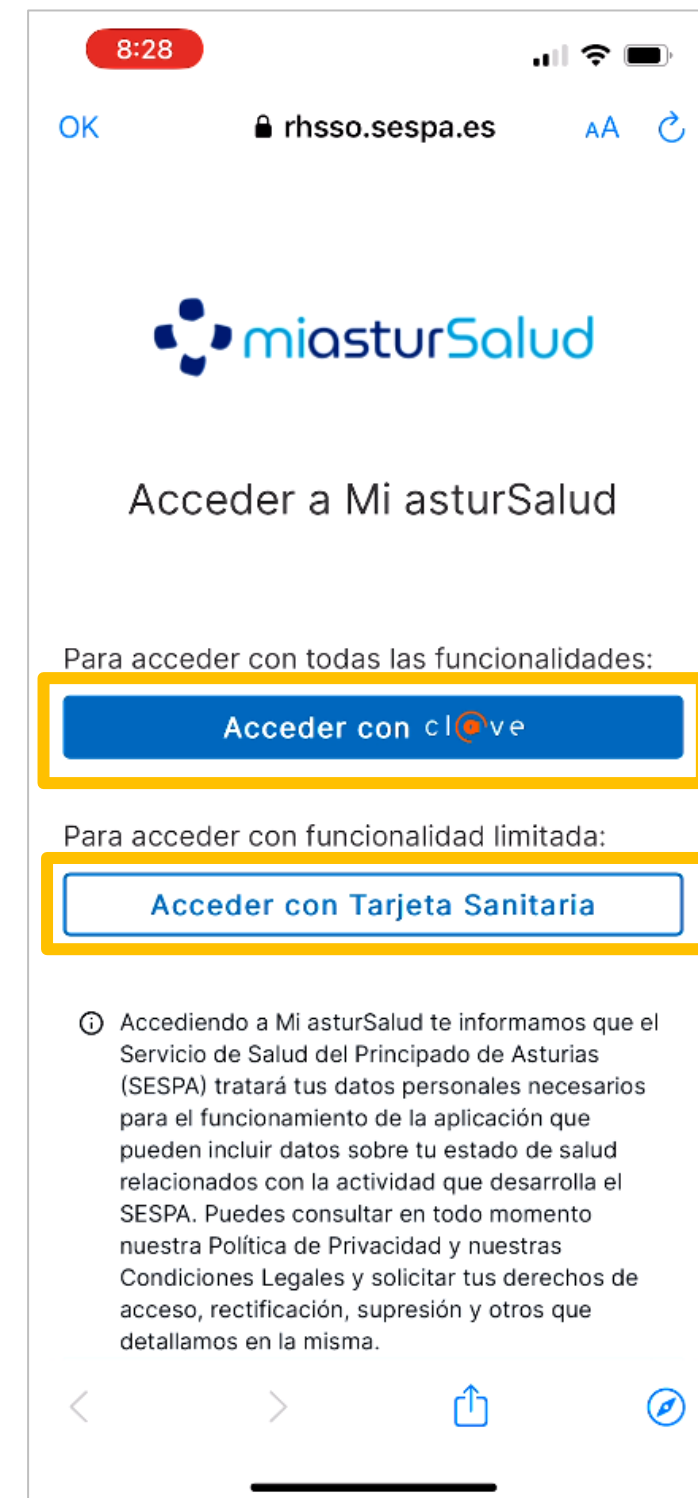 8:28
OK rhsso.sespa.es AA
miasturSalud
Acceder a Mi asturSalud
Para acceder con todas las funcionalidades:
Acceder con cl@ve
Para acceder con funcionalidad limitada:
Acceder con Tarjeta Sanitaria
Accediendo a Mi asturSalud te informamos que el
Servicio de Salud del Principado de Asturias
(SESPA) tratará tus datos personales necesarios
para el funcionamiento de la aplicación que
pueden incluir datos sobre tu estado de salud
relacionados con la actividad que desarrolla el
SESPA. Puedes consultar en todo momento
nuestra Política de Privacidad y nuestras
Condiciones Legales y solicitar tus derechos de
acceso, rectificación, supresión y otros que
detallamos en la misma.